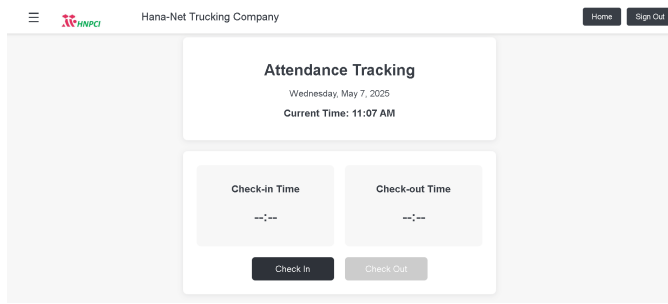 ☰ HNPCI Hana-Net Trucking Company Home Sign Out
Attendance Tracking
Wednesday, May 7, 2025
Current Time: 11:07 AM
Check-in Time Check-out Time
--:-- --:--
Check In Check Out